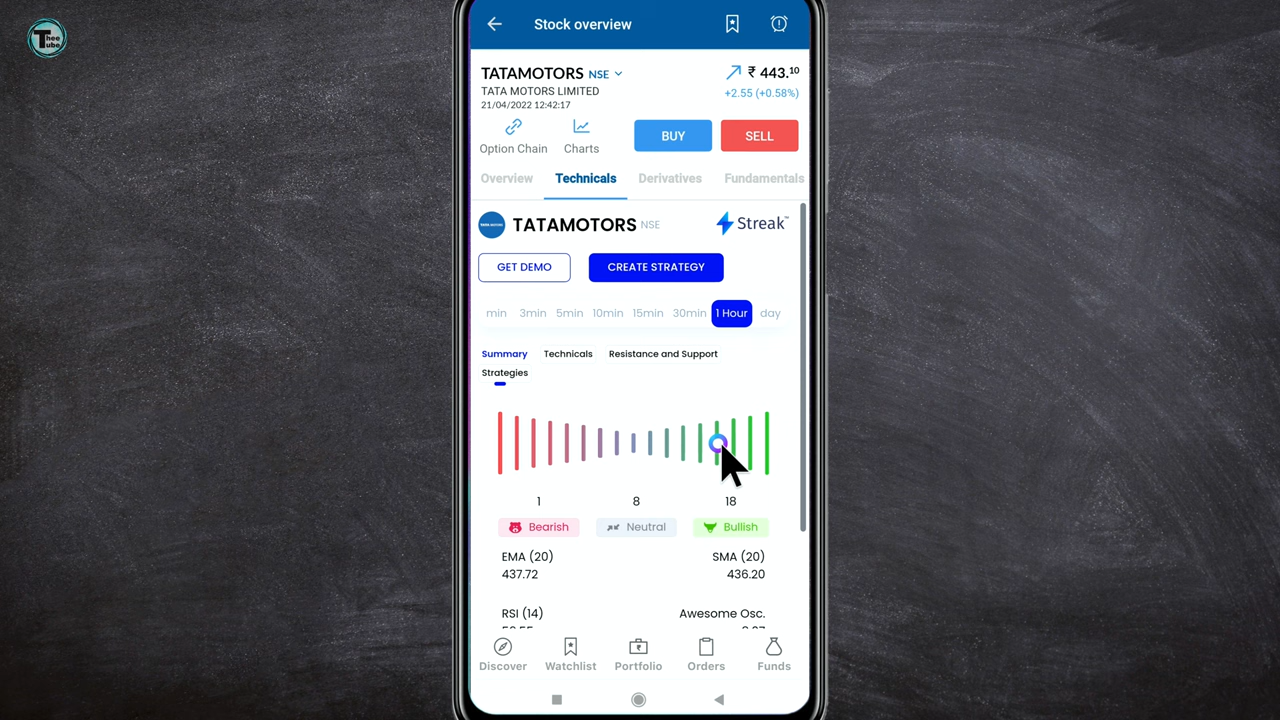 Thee
Tube
Stock overview
TATAMOTORS NSE
₹ 443.10
TATA MOTORS LIMITED
+2.55 (+0.58%)
21/04/2022 12:42:17
Option Chain
Charts
BUY
SELL
Overview
Technicals
Derivatives
Fundamentals
TATAMOTORS NSE
Streak™
GET DEMO
CREATE STRATEGY
min 3min 5min 10min 15min 30min 1 Hour day
Summary Technicals Resistance and Support
Strategies
1 8 18
Bearish Neutral Bullish
EMA (20) SMA (20)
437.72 436.20
RSI (14) Awesome Osc.
Discover Watchlist Portfolio Orders Funds